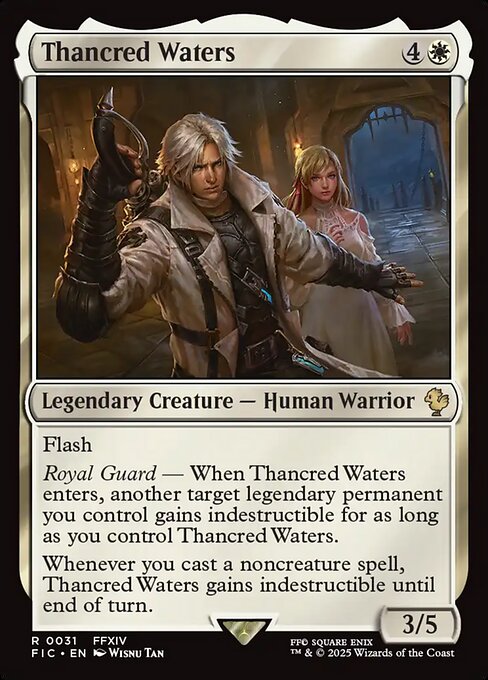 Thancred Waters 4
Legendary Creature — Human Warrior
Flash
Royal Guard — When Thancred Waters
enters, another target legendary permanent
you control gains indestructible for as long
as you control Thancred Waters.
Whenever you cast a noncreature spell,
Thancred Waters gains indestructible until
end of turn.
3/5
R 0031 FFXIV
FIC • EN Wisnu Tan
FF© SQUARE ENIX
™ & © 2025 Wizards of the Coast